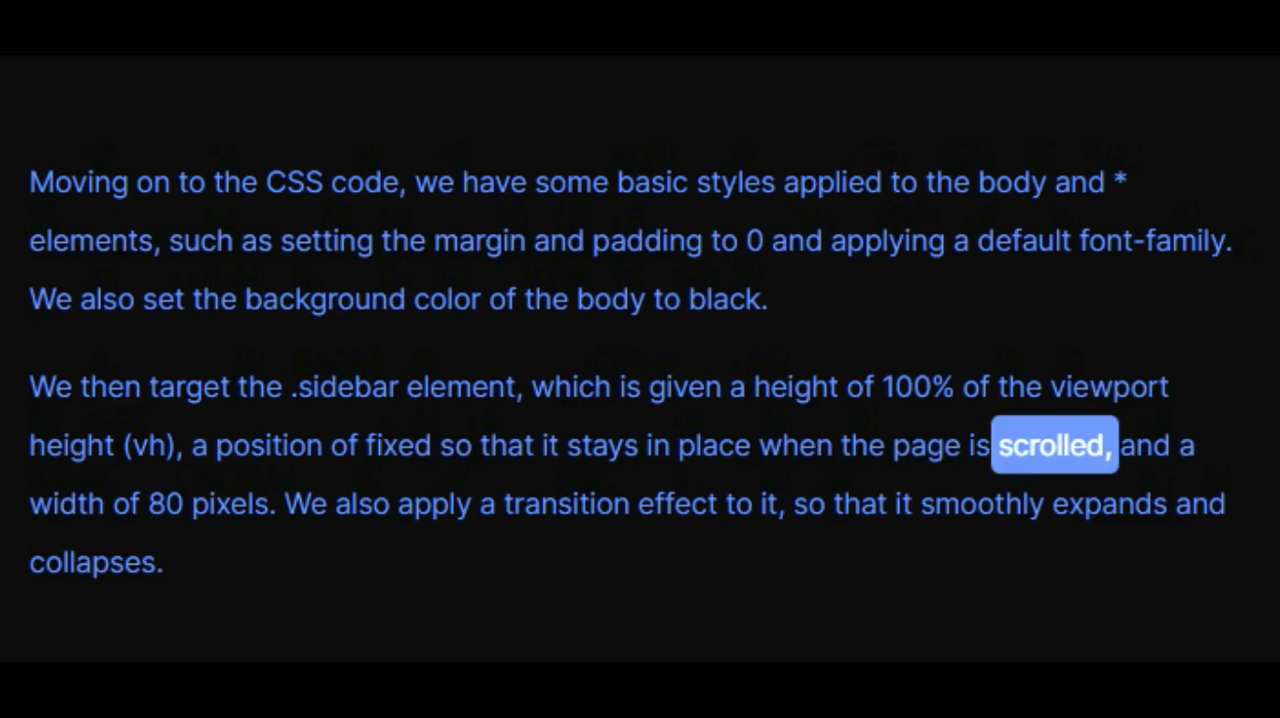 Moving on to the CSS code, we have some basic styles applied to the body and *
elements, such as setting the margin and padding to 0 and applying a default font-family.
We also set the background color of the body to black.
We then target the .sidebar element, which is given a height of 100% of the viewport
height (vh), a position of fixed so that it stays in place when the page is scrolled, and a
width of 80 pixels. We also apply a transition effect to it, so that it smoothly expands and
collapses.